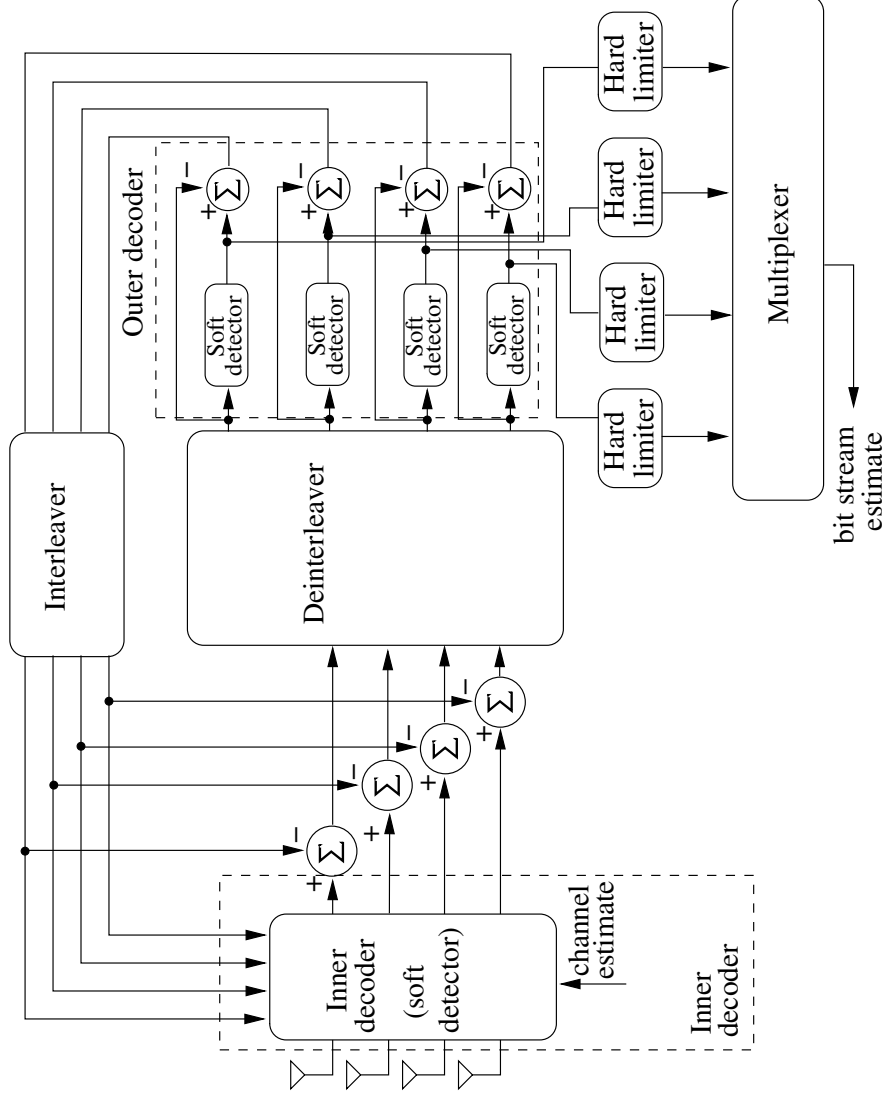 Interleaver
Outer decoder
Soft
detector
Soft
detector
Soft
detector
Soft
detector
−
+
Σ
−
+
Σ
−
+
Σ
−
+
Σ
Deinterleaver
−
+
Σ
−
+
Σ
−
+
Σ
−
+
Σ
Inner
decoder
(soft
detector)
channel
estimate
Inner
decoder
Hard
limiter
Hard
limiter
Hard
limiter
Hard
limiter
Multiplexer
bit stream
estimate